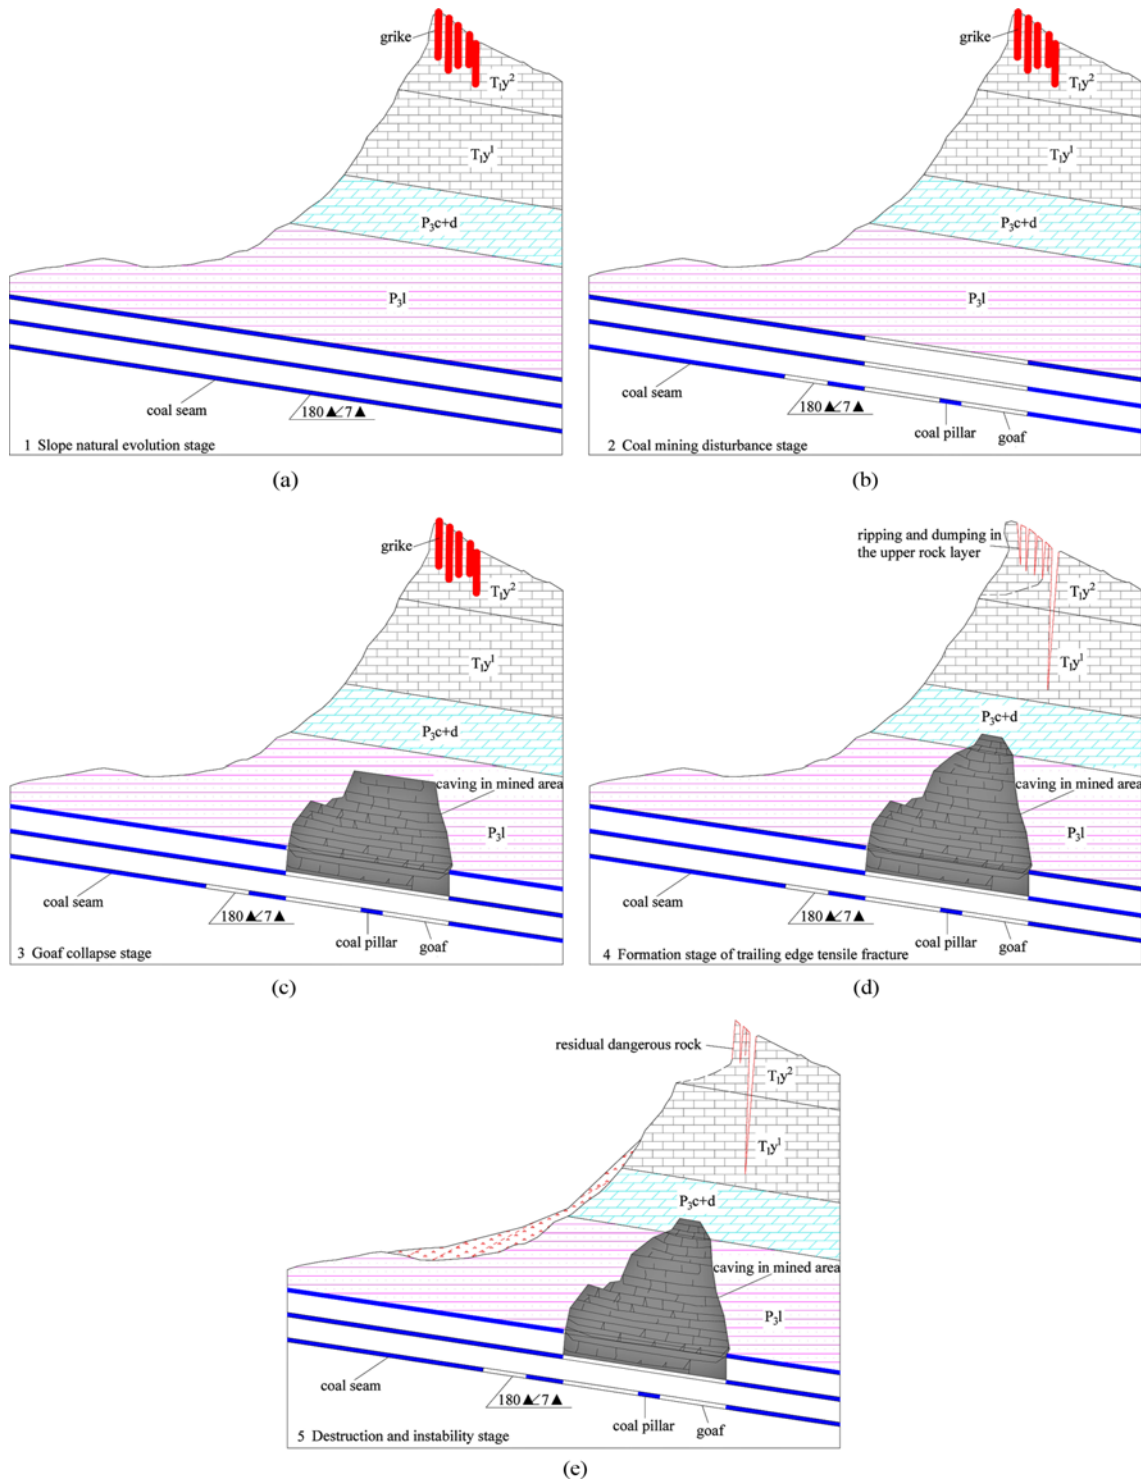 grike
T₁y²
T₁y¹
P₃c+d
P₃l
coal seam
180▲∠7▲
1 Slope natural evolution stage
(a)
grike
T₁y²
T₁y¹
P₃c+d
P₃l
coal seam
180▲∠7▲
coal pillar
goaf
2 Coal mining disturbance stage
(b)
grike
T₁y²
T₁y¹
P₃c+d
caving in mined area
P₃l
coal seam
180▲∠7▲
coal pillar
goaf
3 Goaf collapse stage
(c)
ripping and dumping in
the upper rock layer
T₁y²
T₁y¹
P₃c+d
caving in mined area
P₃l
coal seam
180▲∠7▲
coal pillar
goaf
4 Formation stage of trailing edge tensile fracture
(d)
residual dangerous rock
T₁y²
T₁y¹
P₃c+d
caving in mined area
P₃l
coal seam
180▲∠7▲
coal pillar
goaf
5 Destruction and instability stage
(e)